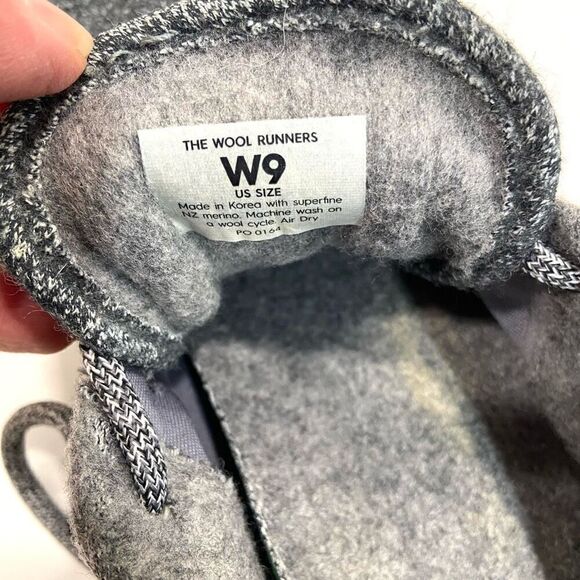 THE WOOL RUNNERS
W9
US SIZE
Made in Korea with superfine
NZ merino. Machine wash on
a wool cycle. Air Dry
PO 0164